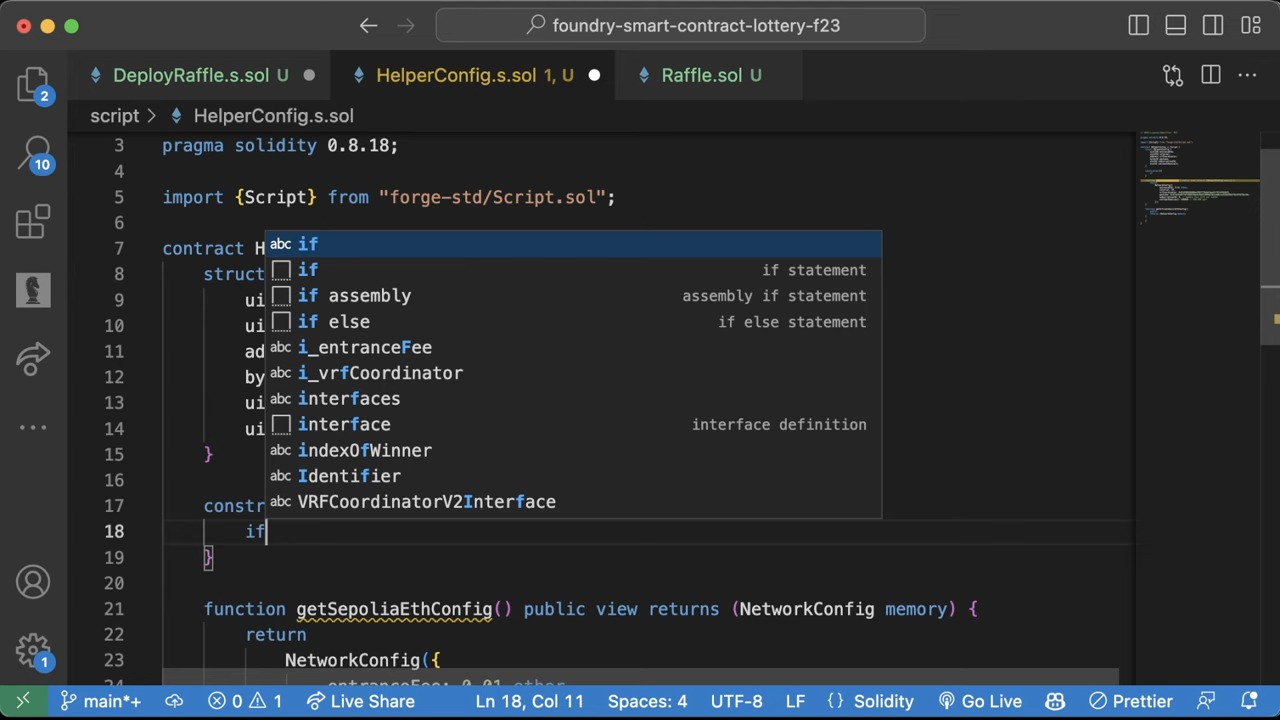 foundry-smart-contract-lottery-f23
DeployRaffle.s.sol U
HelperConfig.s.sol 1, U
Raffle.sol U
script > HelperConfig.s.sol
2
10
3 pragma solidity 0.8.18;
4
5 import {Script} from "forge-std/Script.sol";
6
7 contract H
8 struct
9 ui
10 ui
11 ad
12 by
13 ui
14 ui
15 }
16
17 constr
18 if
19 }
20
21 function getSepoliaEthConfig() public view returns (NetworkConfig memory) {
22 return
23 NetworkConfig({
abc if
if if statement
if assembly assembly if statement
if else if else statement
abc i_entranceFee
abc i_vrfCoordinator
abc interfaces
interface interface definition
abc indexOfWinner
abc Identifier
abc VRFCoordinatorV2Interface
1
main*+ 0 1 Live Share Ln 18, Col 11 Spaces: 4 UTF-8 LF {} Solidity Go Live Prettier